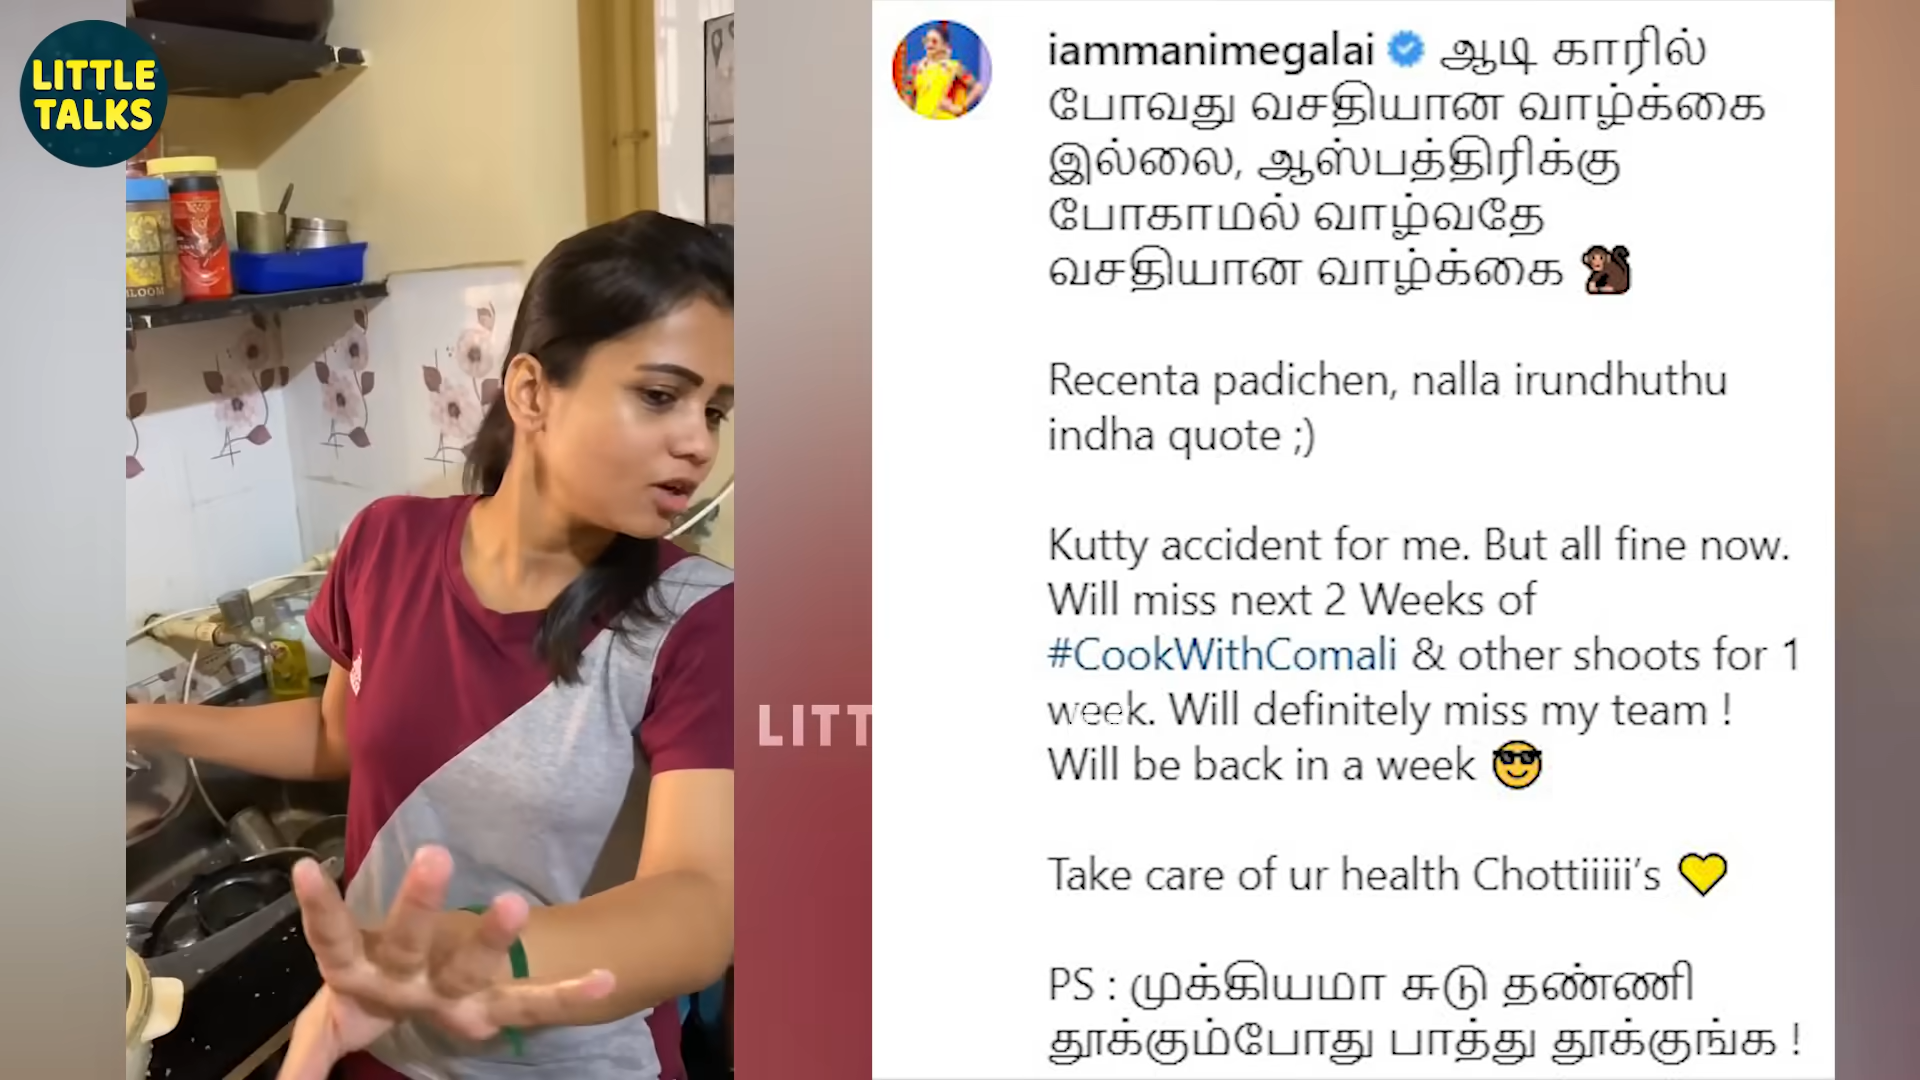 LITTLE
TALKS
LOOM
LITT
iammanimegalai ஆடி காரில்
போவது வசதியான வாழ்க்கை
இல்லை, ஆஸ்பத்திரிக்கு
போகாமல் வாழ்வதே
வசதியான வாழ்க்கை 🐒
Recenta padichen, nalla irundhuthu
indha quote ;)
Kutty accident for me. But all fine now.
Will miss next 2 Weeks of
#CookWithComali & other shoots for 1
week. Will definitely miss my team !
Will be back in a week 😎
Take care of ur health Chottiiiii’s 💛
PS : முக்கியமா சுடு தண்ணி
தூக்கும்போது பாத்து தூக்குங்க !